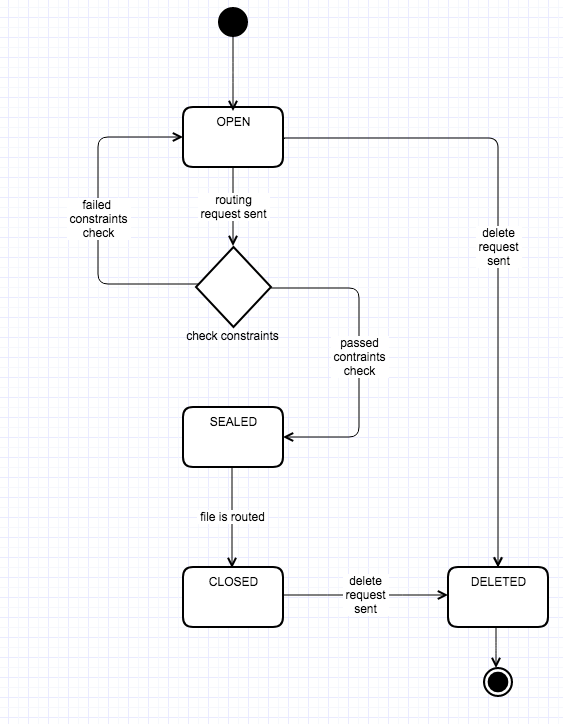 OPEN
routing
request sent
failed
constraints
check
delete
request
sent
check constraints
passed
contraints
check
SEALED
file is routed
CLOSED
delete
request
sent
DELETED